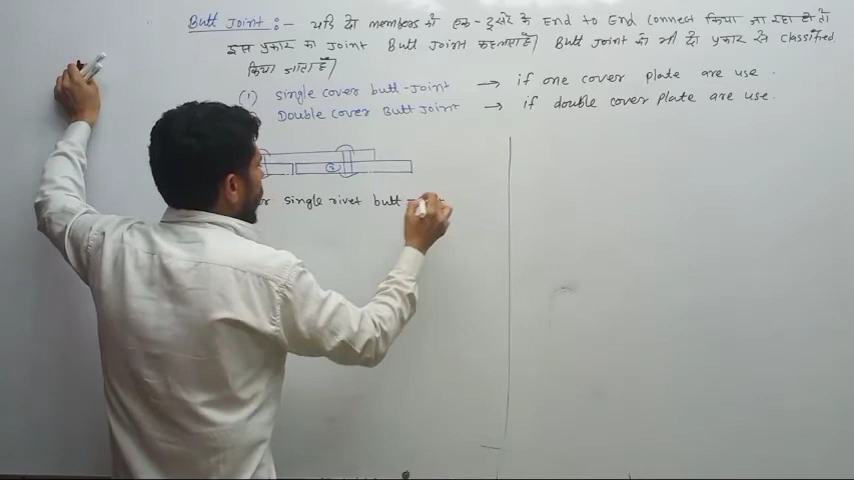 Butt Joint :- यदि दो members को एक-दूसरे के End to End connect किया जा रहा हो तो
इस प्रकार का Joint Butt Joint कहलाता है। Butt Joint को भी दो प्रकार से classified
किया जाता है।
(1) single cover butt-Joint → if one cover plate are use.
Double cover Butt Joint → if double cover plate are use.
single rivet butt